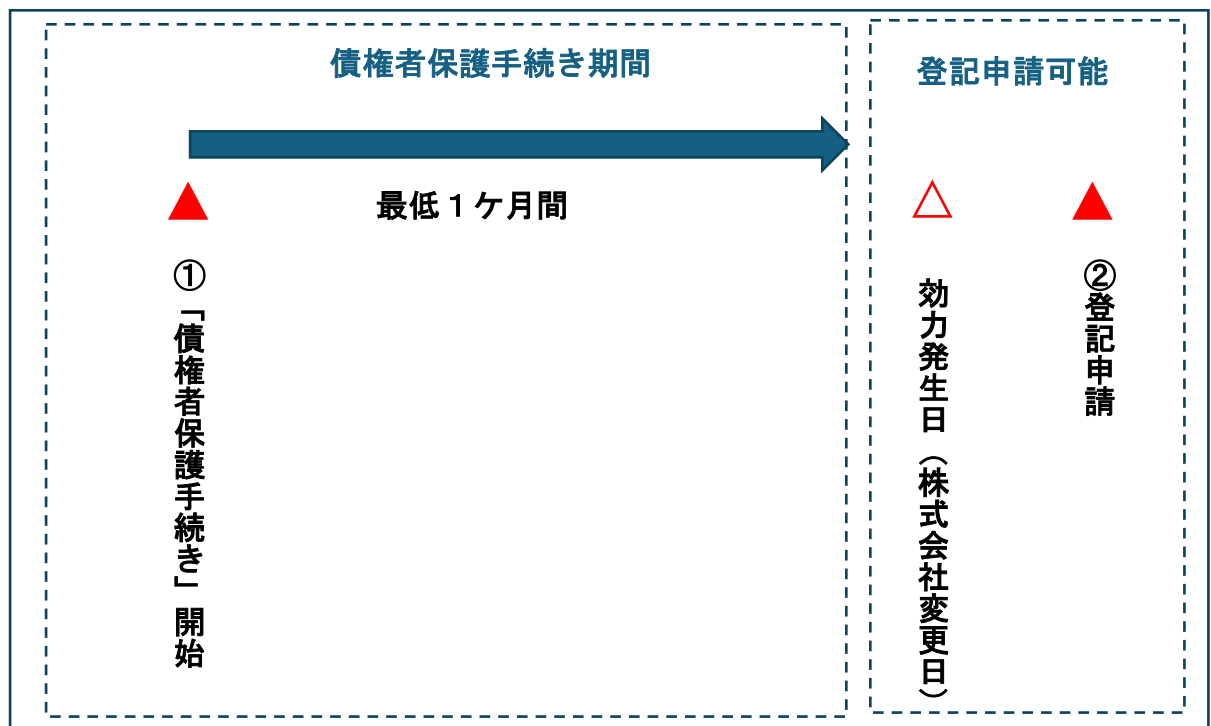 債権者保護手続き期間
登記申請可能
最低１ケ月間
①「債権者保護手続き」開始
効力発生日（株式会社変更日）
②登記申請